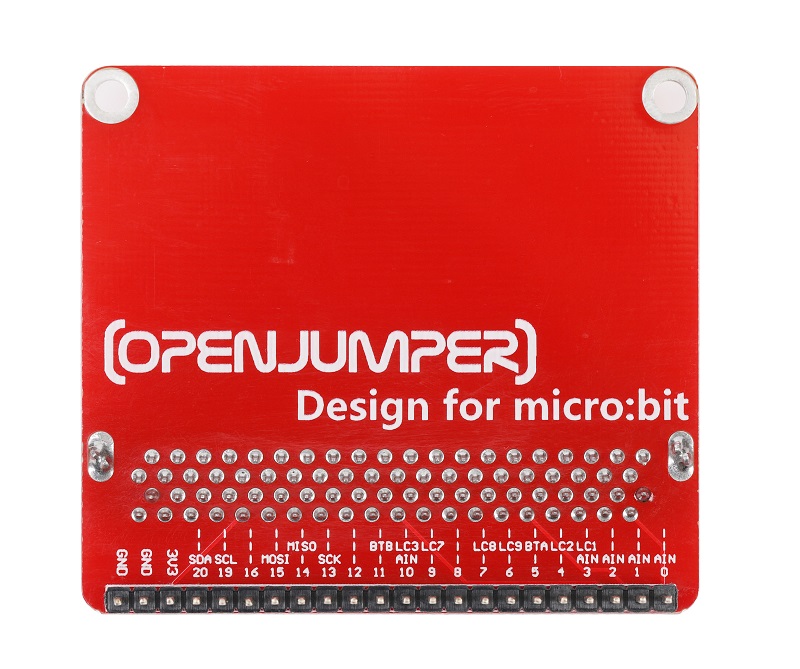 (OPENJUMPER)
Design for micro:bit
MISO BTB LC3 LC7 LC8 LC9 BTA LC2 LC1
GND GND 3V3 SDA SCL MOSI SCK AIN AIN AIN AIN AIN
20 19 16 15 14 13 12 11 10 9 8 7 6 5 4 3 2 1 0